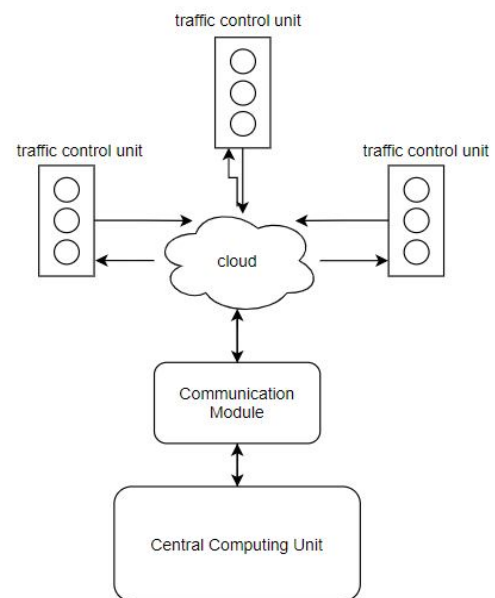 traffic control unit
traffic control unit
traffic control unit
cloud
Communication
Module
Central Computing Unit